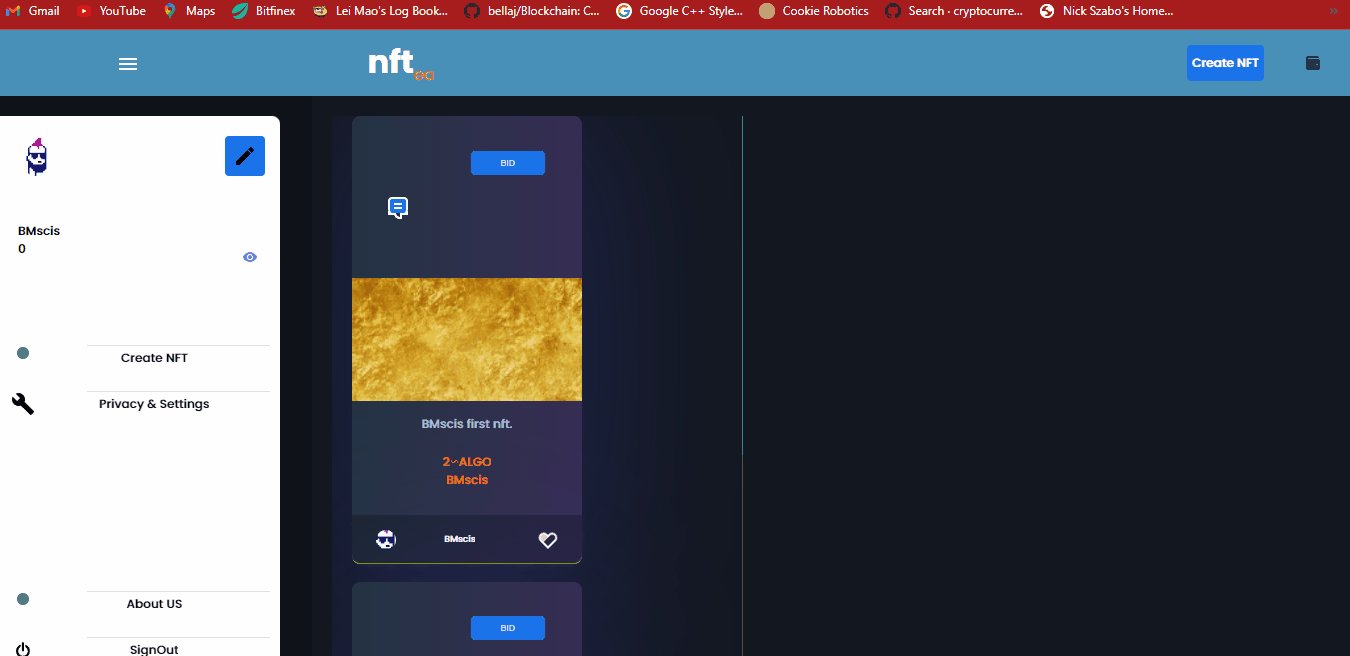 Gmail YouTube Maps Bitfinex Lei Mao's Log Book... bellaj/Blockchain: C... Google C++ Style... Cookie Robotics Search · cryptocurre... Nick Szabo's Home... »
nft
Create NFT
BID
BMscis
0
Create NFT
Privacy & Settings
About US
SignOut
BMscis first nft.
2~ALGO
BMscis
BMscis
BID